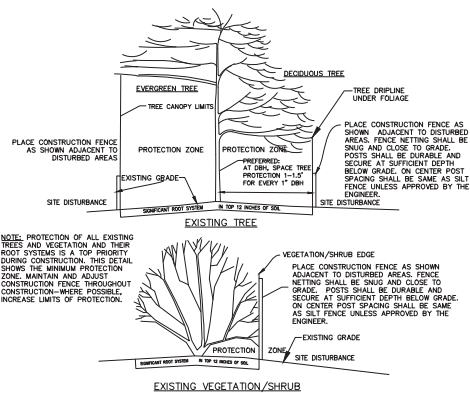 EVERGREEN TREE
DECIDUOUS TREE
TREE CANOPY LIMITS
TREE DRIPLINE
UNDER FOLIAGE
PLACE CONSTRUCTION FENCE
AS SHOWN ADJACENT TO
DISTURBED AREAS
PROTECTION ZONE
PROTECTION ZONE
PLACE CONSTRUCTION FENCE AS
SHOWN ADJACENT TO DISTURBED
AREAS. FENCE NETTING SHALL BE
SNUG AND CLOSE TO GRADE.
POSTS SHALL BE DURABLE AND
SECURE AT SUFFICIENT DEPTH
BELOW GRADE. ON CENTER POST
SPACING SHALL BE SAME AS SILT
FENCE UNLESS APPROVED BY THE
ENGINEER.
PREFERRED:
AT DBH, SPACE TREE
PROTECTION 1-1.5'
FOR EVERY 1" DBH
EXISTING GRADE
SITE DISTURBANCE
SITE DISTURBANCE
SIGNIFICANT ROOT SYSTEM IN TOP 12 INCHES OF SOIL
EXISTING TREE
NOTE: PROTECTION OF ALL EXISTING
TREES AND VEGETATION AND THEIR
ROOT SYSTEMS IS A TOP PRIORITY
DURING CONSTRUCTION. THIS DETAIL
SHOWS THE MINIMUM PROTECTION
ZONE. MAINTAIN AND ADJUST
CONSTRUCTION FENCE THROUGHOUT
CONSTRUCTION-WHERE POSSIBLE,
INCREASE LIMITS OF PROTECTION.
VEGETATION/SHRUB EDGE
PLACE CONSTRUCTION FENCE AS SHOWN
ADJACENT TO DISTURBED AREAS. FENCE
NETTING SHALL BE SNUG AND CLOSE TO
GRADE. POSTS SHALL BE DURABLE AND
SECURE AT SUFFICIENT DEPTH BELOW GRADE.
ON CENTER POST SPACING SHALL BE SAME
AS SILT FENCE UNLESS APPROVED BY THE
ENGINEER.
EXISTING GRADE
PROTECTION ZONE
SITE DISTURBANCE
SIGNIFICANT ROOT SYSTEM IN TOP 12 INCHES OF SOIL
EXISTING VEGETATION/SHRUB